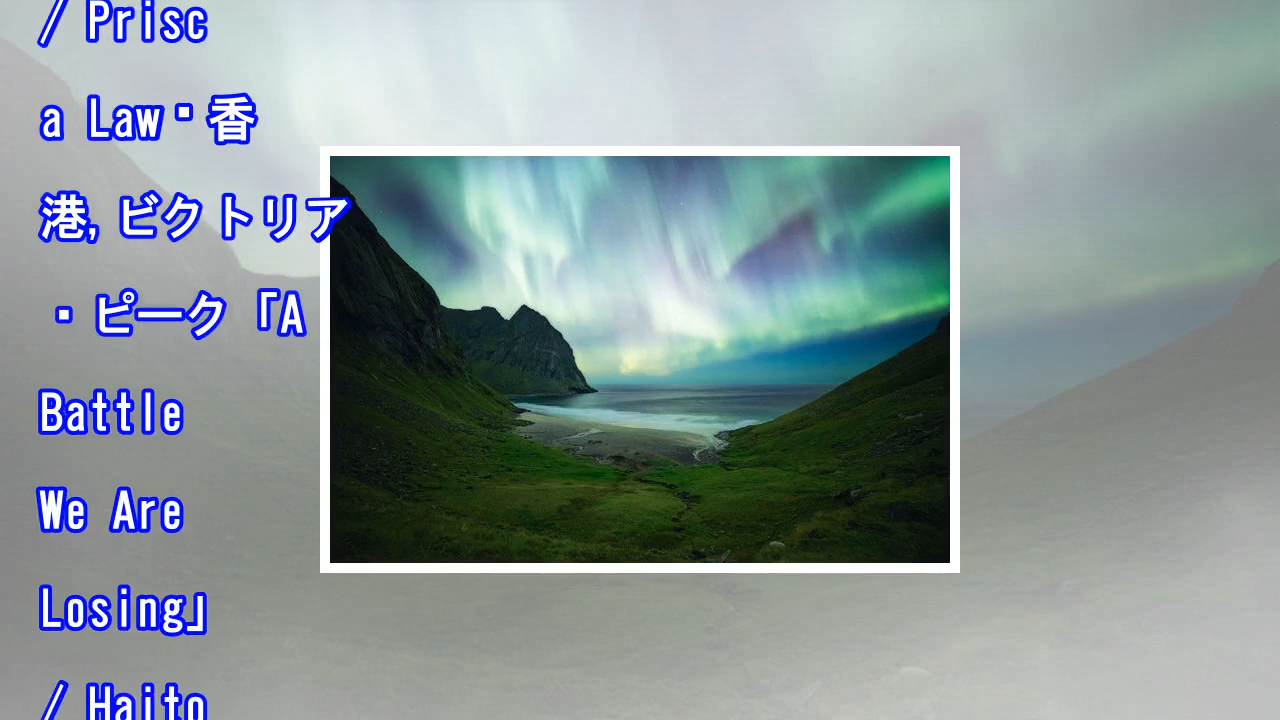 / Prisc
a Law・香
港, ビクトリア
・ピーク「A
Battle
We Are
Losing」
/ Haito